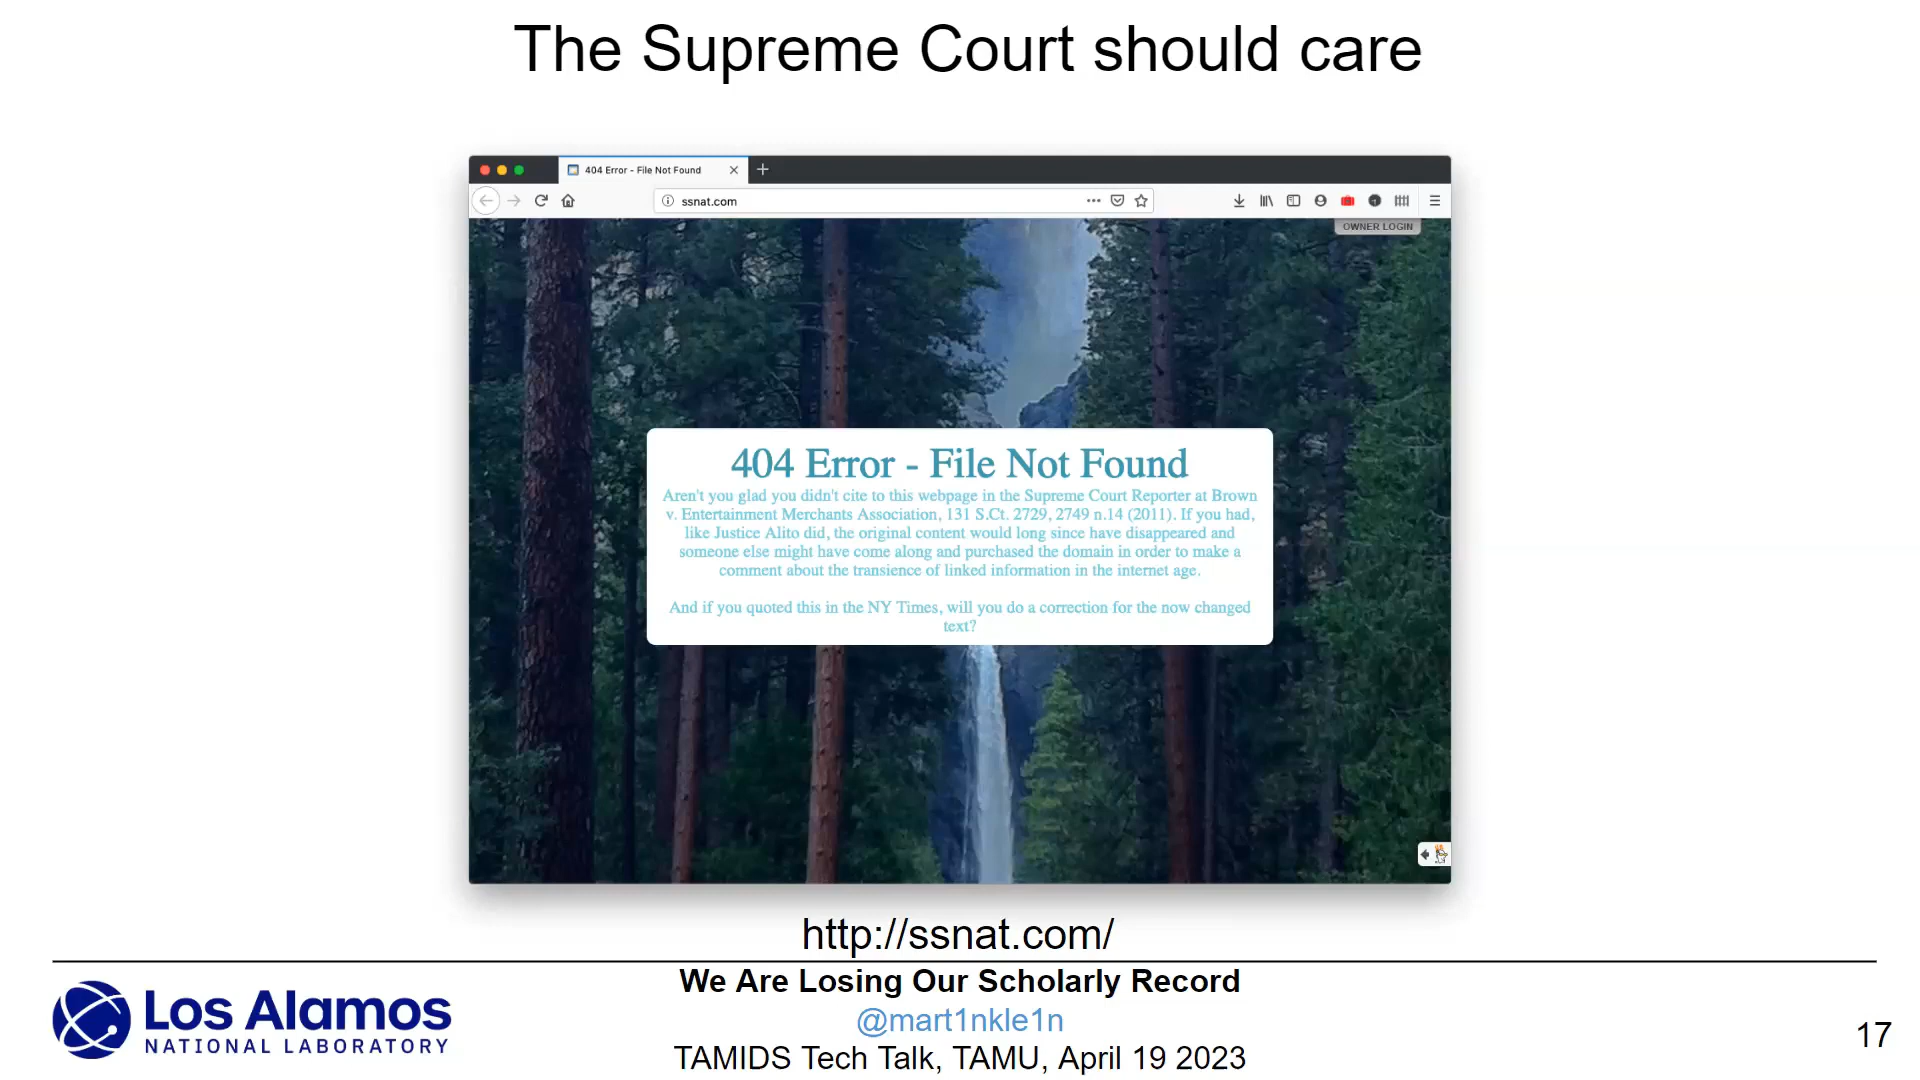 The Supreme Court should care
404 Error - File Not Found
ssnat.com
OWNER LOGIN
404 Error - File Not Found
Aren't you glad you didn't cite to this webpage in the Supreme Court Reporter at Brown
v. Entertainment Merchants Association, 131 S.Ct. 2729, 2749 n.14 (2011). If you had,
like Justice Alito did, the original content would long since have disappeared and
someone else might have come along and purchased the domain in order to make a
comment about the transience of linked information in the internet age.
And if you quoted this in the NY Times, will you do a correction for the now changed
text?
http://ssnat.com/
We Are Losing Our Scholarly Record
@mart1nkle1n
TAMIDS Tech Talk, TAMU, April 19 2023
Los Alamos
NATIONAL LABORATORY
17